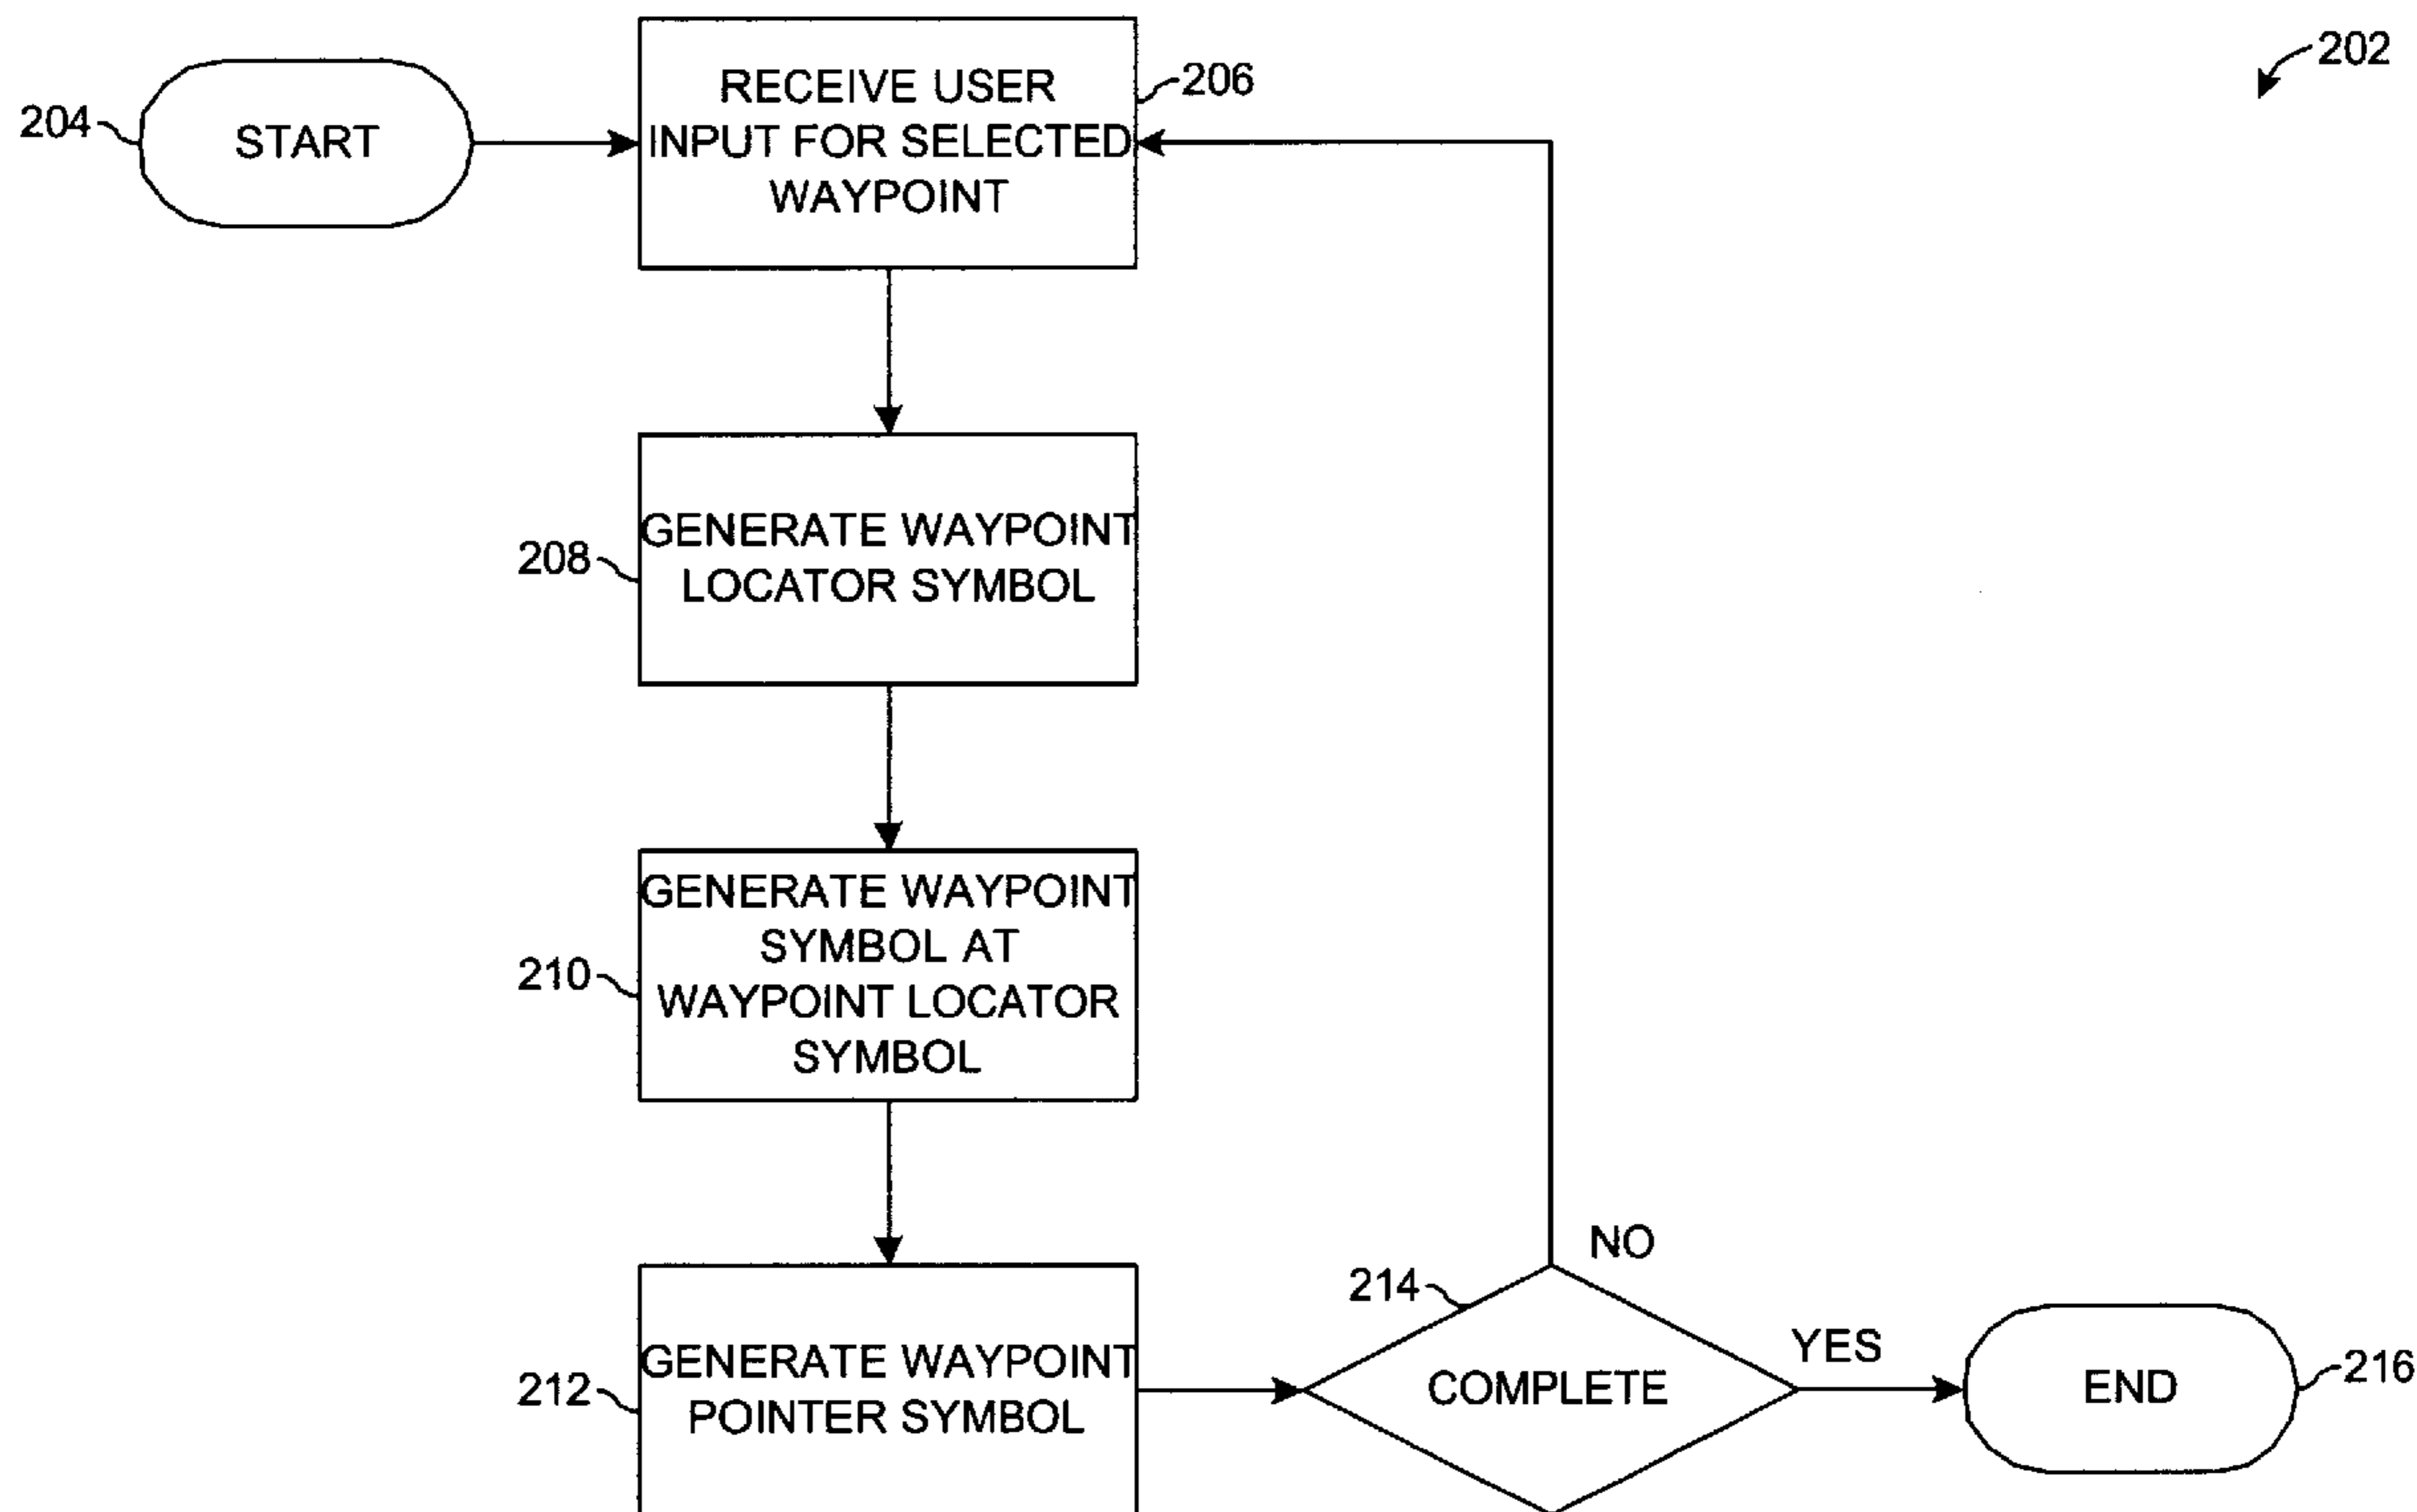 202
204
START
RECEIVE USER
INPUT FOR SELECTED
WAYPOINT
206
208
GENERATE WAYPOINT
LOCATOR SYMBOL
210
GENERATE WAYPOINT
SYMBOL AT
WAYPOINT LOCATOR
SYMBOL
212
GENERATE WAYPOINT
POINTER SYMBOL
214
COMPLETE
NO
YES
END
216